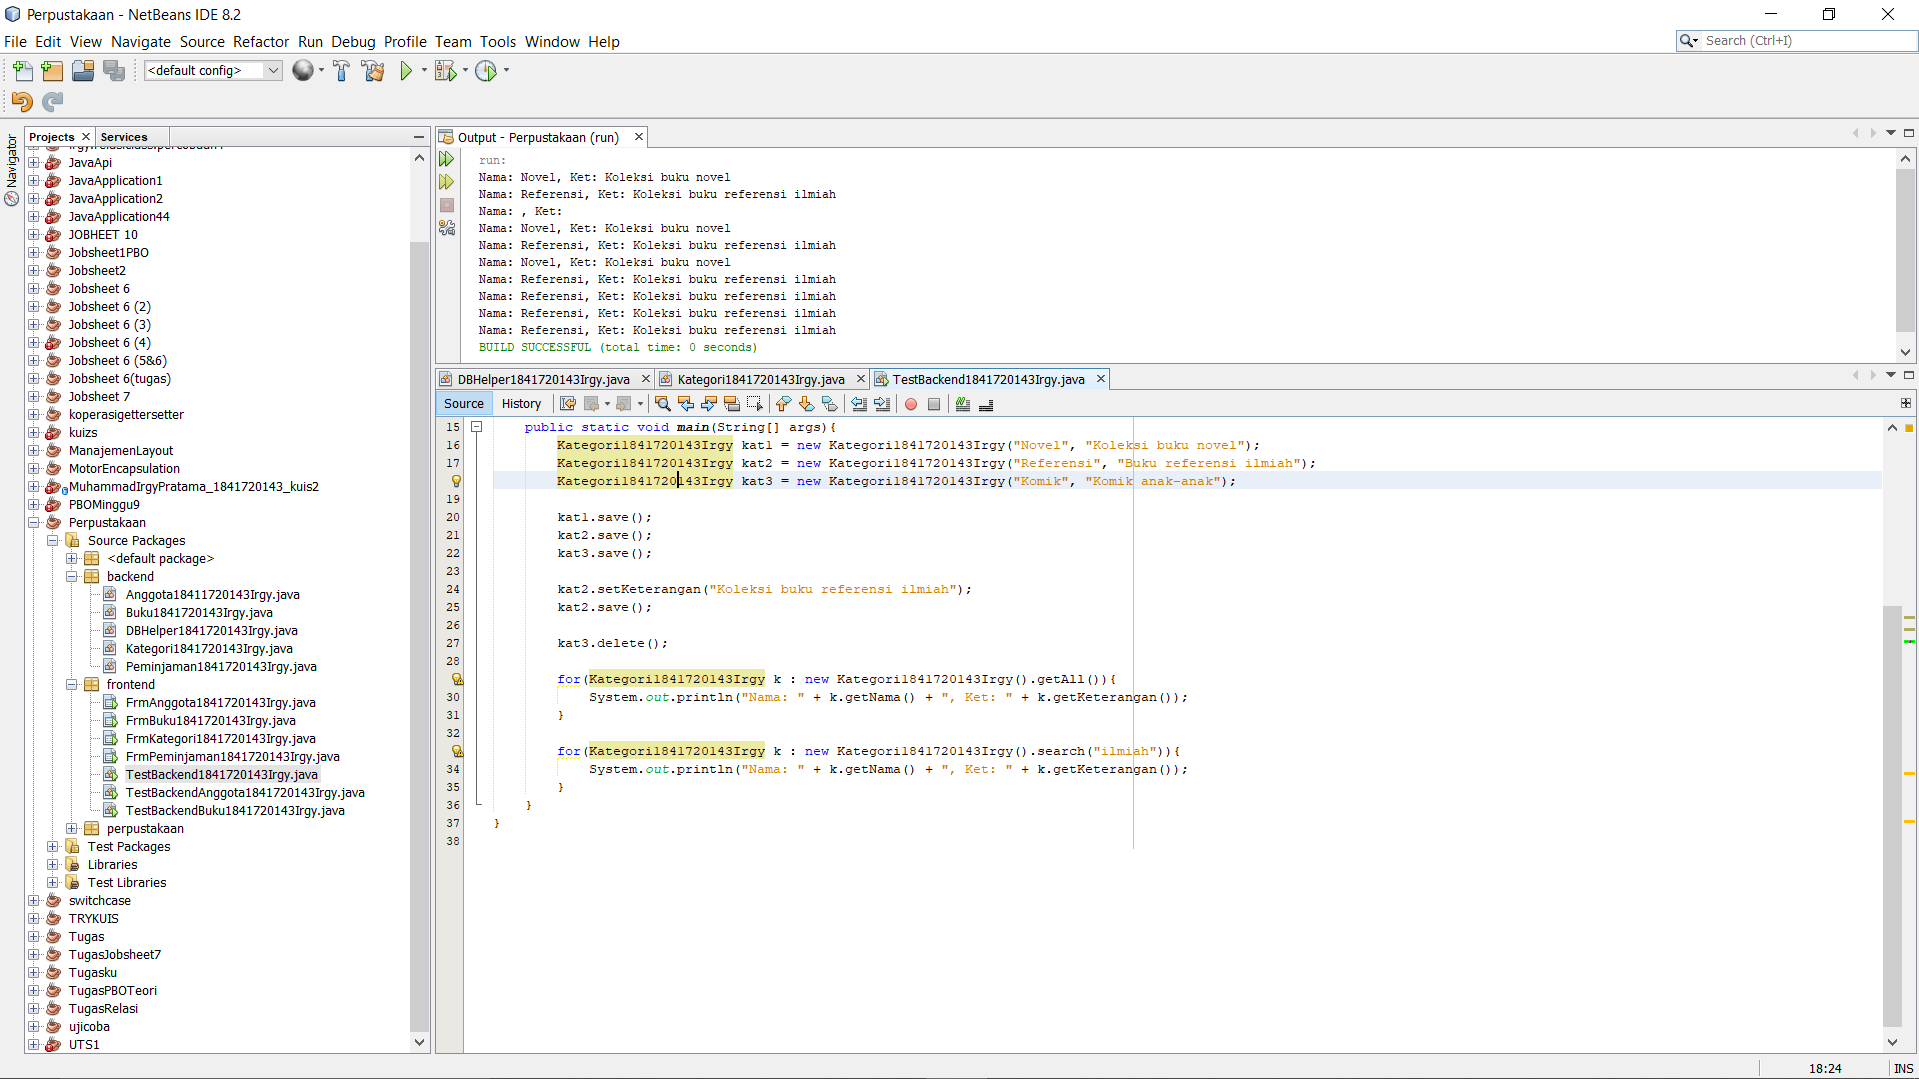 Perpustakaan - NetBeans IDE 8.2
File Edit View Navigate Source Refactor Run Debug Profile Team Tools Window Help
Search (Ctrl+I)
<default config>
Projects
Services
Navigator
JavaApi
JavaApplication1
JavaApplication2
JavaApplication44
JOBHEET 10
Jobsheet1PBO
Jobsheet2
Jobsheet 6
Jobsheet 6 (2)
Jobsheet 6 (3)
Jobsheet 6 (4)
Jobsheet 6 (5&6)
Jobsheet 6(tugas)
Jobsheet 7
koperasigettersetter
kuizs
ManajemenLayout
MotorEncapsulation
MuhammadIrgyPratama_1841720143_kuis2
PBOMinggu9
Perpustakaan
Source Packages
<default package>
backend
Anggota18411720143Irgy.java
Buku1841720143Irgy.java
DBHelper1841720143Irgy.java
Kategori1841720143Irgy.java
Peminjaman1841720143Irgy.java
frontend
FrmAnggota1841720143Irgy.java
FrmBuku1841720143Irgy.java
FrmKategori1841720143Irgy.java
FrmPeminjaman1841720143Irgy.java
TestBackend1841720143Irgy.java
TestBackendAnggota1841720143Irgy.java
TestBackendBuku1841720143Irgy.java
perpustakaan
Test Packages
Libraries
Test Libraries
switchcase
TRYKUIS
Tugas
TugasJobsheet7
Tugasku
TugasPBOTeori
TugasRelasi
ujicoba
UTS1
Output - Perpustakaan (run)
run:
Nama: Novel, Ket: Koleksi buku novel
Nama: Referensi, Ket: Koleksi buku referensi ilmiah
Nama: , Ket:
Nama: Novel, Ket: Koleksi buku novel
Nama: Referensi, Ket: Koleksi buku referensi ilmiah
Nama: Novel, Ket: Koleksi buku novel
Nama: Referensi, Ket: Koleksi buku referensi ilmiah
Nama: Referensi, Ket: Koleksi buku referensi ilmiah
Nama: Referensi, Ket: Koleksi buku referensi ilmiah
Nama: Referensi, Ket: Koleksi buku referensi ilmiah
BUILD SUCCESSFUL (total time: 0 seconds)
DBHelper1841720143Irgy.java
Kategori1841720143Irgy.java
TestBackend1841720143Irgy.java
Source History
15 public static void main(String[] args){
16 Kategori1841720143Irgy kat1 = new Kategori1841720143Irgy("Novel", "Koleksi buku novel");
17 Kategori1841720143Irgy kat2 = new Kategori1841720143Irgy("Referensi", "Buku referensi ilmiah");
Kategori1841720143Irgy kat3 = new Kategori1841720143Irgy("Komik", "Komik anak-anak");
19
20 kat1.save();
21 kat2.save();
22 kat3.save();
23
24 kat2.setKeterangan("Koleksi buku referensi ilmiah");
25 kat2.save();
26
27 kat3.delete();
28
for(Kategori1841720143Irgy k : new Kategori1841720143Irgy().getAll()){
30 System.out.println("Nama: " + k.getNama() + ", Ket: " + k.getKeterangan());
31 }
32
for(Kategori1841720143Irgy k : new Kategori1841720143Irgy().search("ilmiah")){
34 System.out.println("Nama: " + k.getNama() + ", Ket: " + k.getKeterangan());
35 }
36 }
37 }
38
18:24 INS